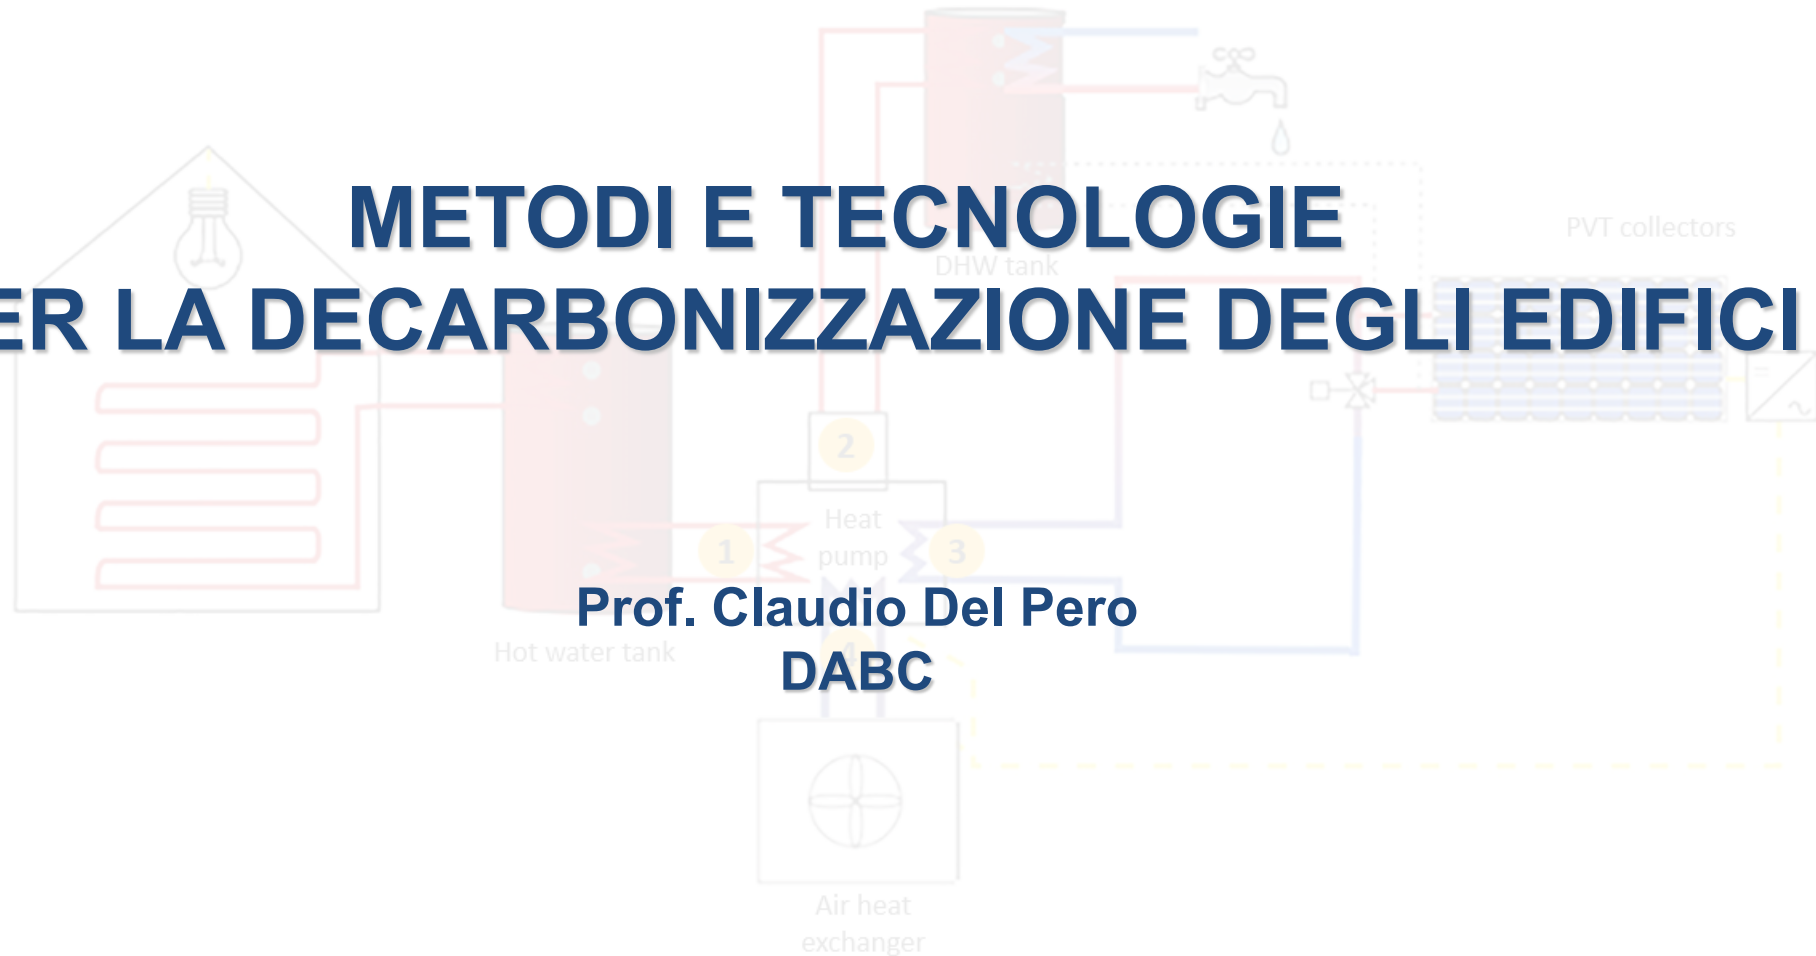 METODI E TECNOLOGIE
PVT collectors
DHW tank
ER LA DECARBONIZZAZIONE DEGLI EDIFICI
2
Heat
pump
1
3
Prof. Claudio Del Pero
Hot water tank
4
DABC
Air heat
exchanger